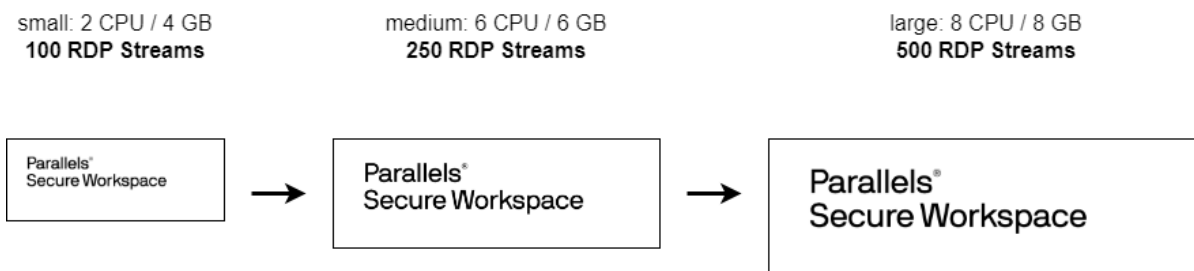 small: 2 CPU / 4 GB
100 RDP Streams
medium: 6 CPU / 6 GB
250 RDP Streams
large: 8 CPU / 8 GB
500 RDP Streams
Parallels®
Secure Workspace
Parallels®
Secure Workspace
Parallels®
Secure Workspace